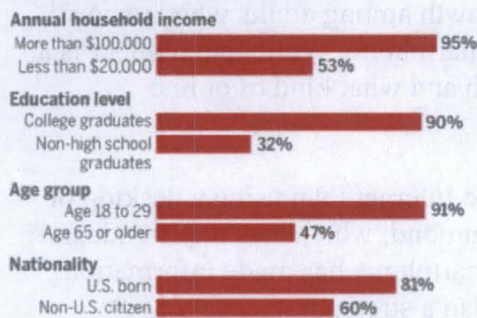 Annual household income
More than $100.000 95%
Less than $20.000 53%
Education level
College graduates 90%
Non-high school
graduates 32%
Age group
Age 18 to 29 91%
Age 65 or older 47%
Nationality
U.S. born 81%
Non-U.S. citizen 60%